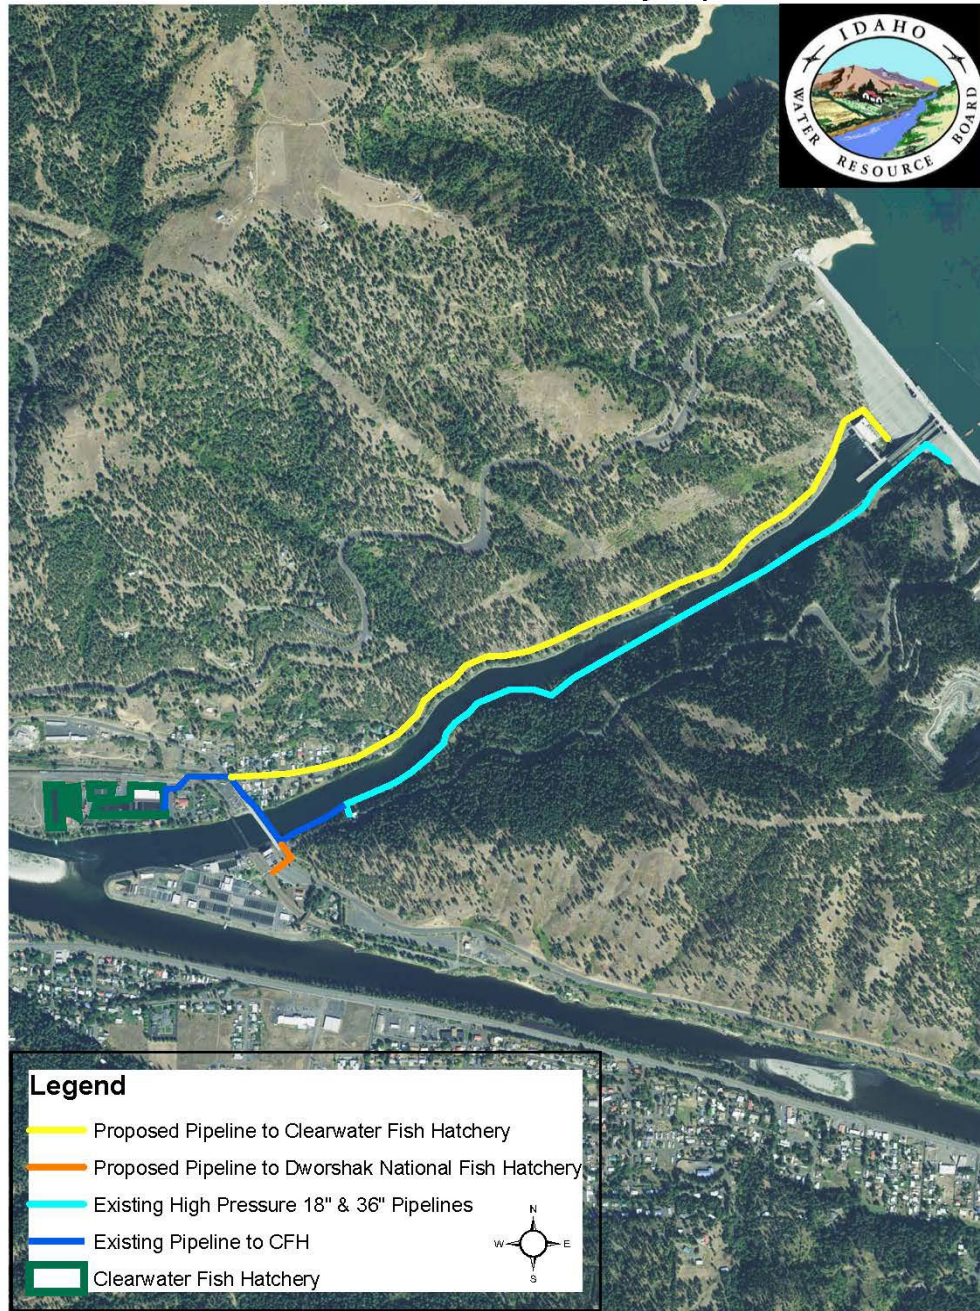 IDAHO
WATER RESOURCE BOARD
Legend
Proposed Pipeline to Clearwater Fish Hatchery
Proposed Pipeline to Dworshak National Fish Hatchery
Existing High Pressure 18" & 36" Pipelines
Existing Pipeline to CFH
Clearwater Fish Hatchery
N
W E
S